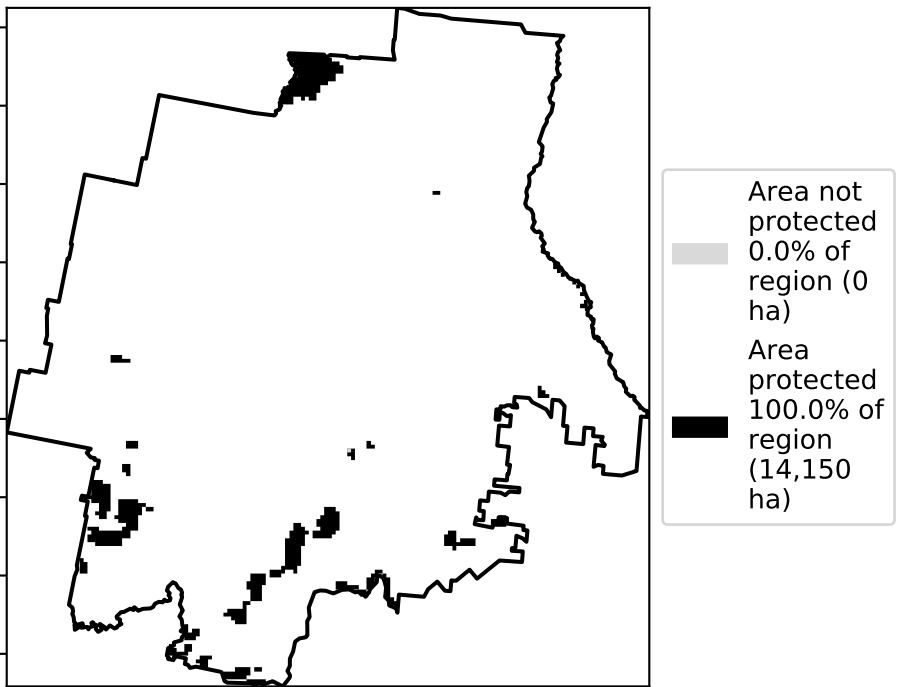 Area not
protected
0.0% of
region (0
ha)
Area
protected
100.0% of
region
(14,150
ha)